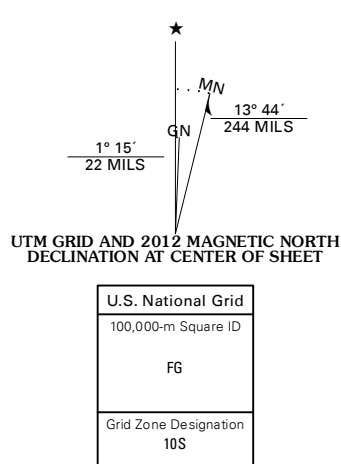 ★
MN
GN
13° 44´
244 MILS
1° 15´
22 MILS
UTM GRID AND 2012 MAGNETIC NORTH
DECLINATION AT CENTER OF SHEET
U.S. National Grid
100,000-m Square ID
FG
Grid Zone Designation
10S